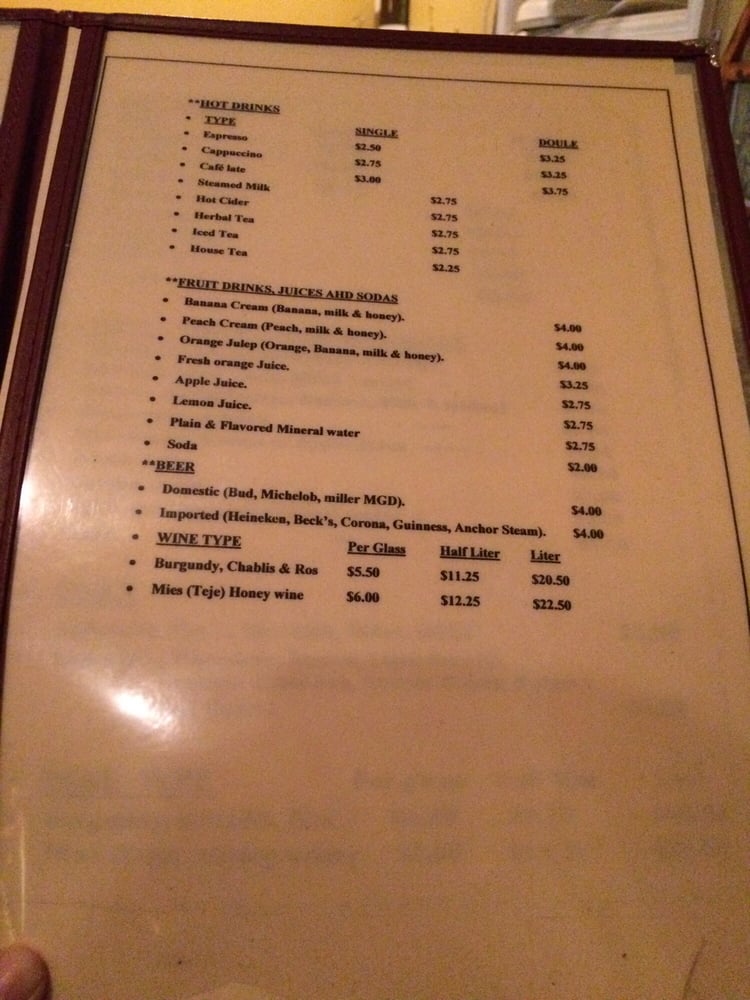 **HOT DRINKS
• TYPE SINGLE DOULE
• Espresso $2.50 $3.25
• Cappuccino $2.75 $3.25
• Café late $3.00 $3.75
• Steamed Milk $2.75
• Hot Cider $2.75
• Herbal Tea $2.75
• Iced Tea $2.75
• House Tea $2.25
**FRUIT DRINKS, JUICES AHD SODAS
• Banana Cream (Banana, milk & honey). $4.00
• Peach Cream (Peach, milk & honey). $4.00
• Orange Julep (Orange, Banana, milk & honey). $4.00
• Fresh orange Juice. $3.25
• Apple Juice. $2.75
• Lemon Juice. $2.75
• Plain & Flavored Mineral water $2.75
• Soda $2.00
**BEER
• Domestic (Bud, Michelob, miller MGD). $4.00
• Imported (Heineken, Beck's, Corona, Guinness, Anchor Steam). $4.00
• WINE TYPE Per Glass Half Liter Liter
• Burgundy, Chablis & Ros $5.50 $11.25 $20.50
• Mies (Teje) Honey wine $6.00 $12.25 $22.50